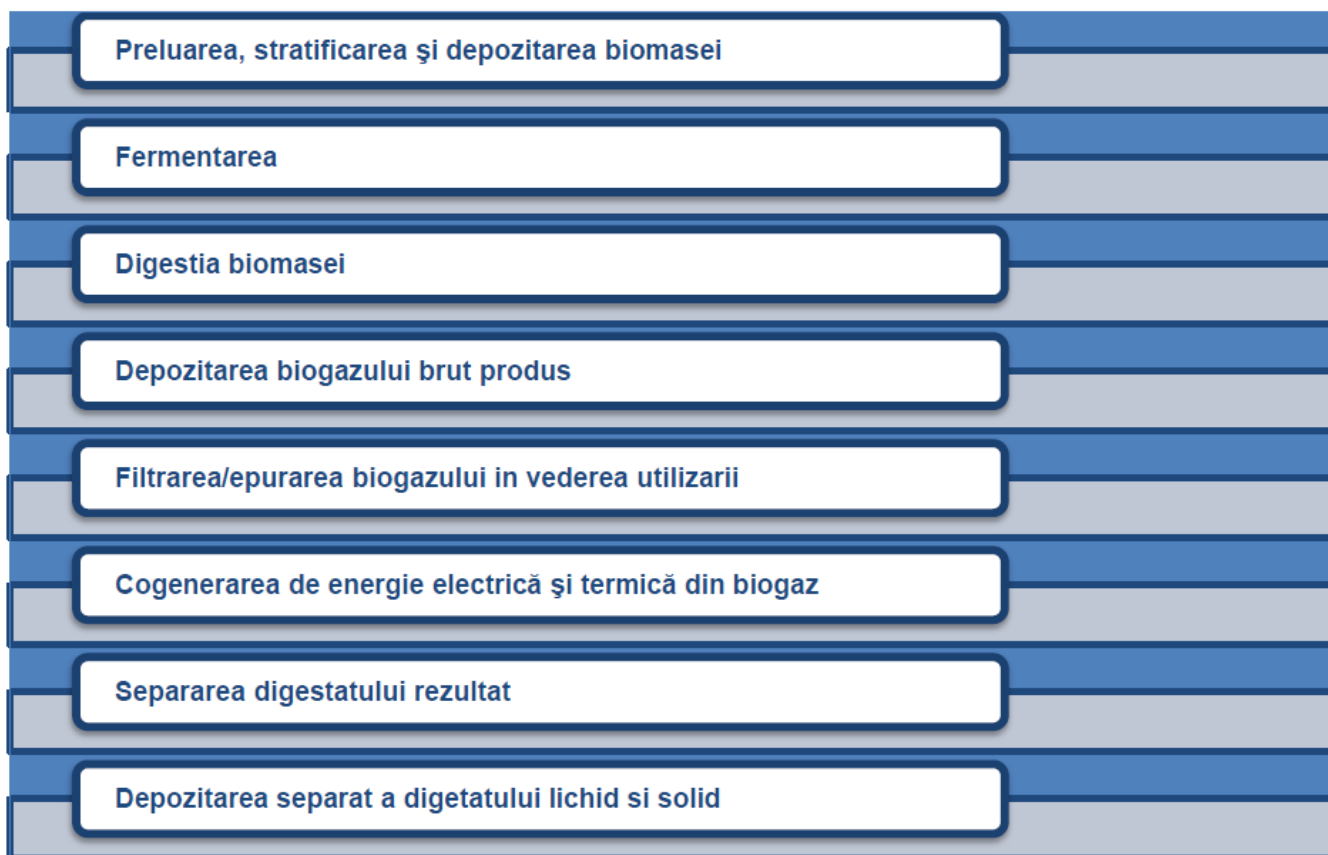 Preluarea, stratificarea şi depozitarea biomasei
Fermentarea
Digestia biomasei
Depozitarea biogazului brut produs
Filtrarea/epurarea biogazului in vederea utilizarii
Cogenerarea de energie electrică şi termică din biogaz
Separarea digestatului rezultat
Depozitarea separat a digetatului lichid si solid